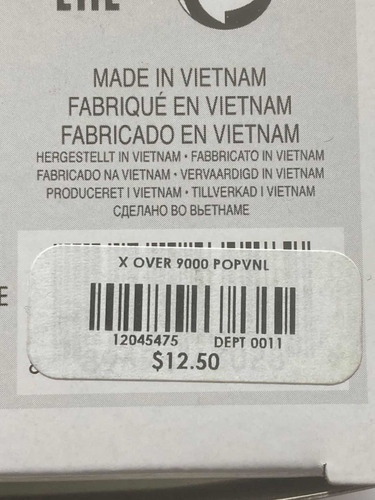 MADE IN VIETNAM
FABRIQUÉ EN VIETNAM
FABRICADO EN VIETNAM
HERGESTELLT IN VIETNAM • FABBRICATO IN VIETNAM
FABRICADO NA VIETNAM • VERVAARDIGD IN VIETNAM
PRODUCERET I VIETNAM • TILLVERKAD I VIETNAM
СДЕЛАНО ВО ВЬЕТНАМЕ
X OVER 9000 POPVNL
12045475 DEPT 0011
$12.50